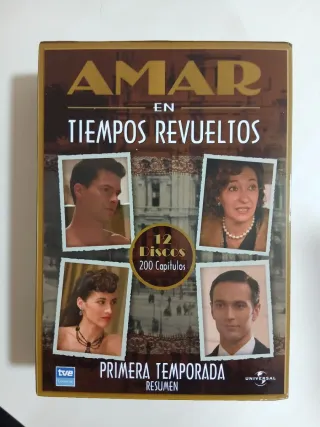 AMAR
EN
TIEMPOS REVUELTOS
12
Discos
200 Capítulos
PRIMERA TEMPORADA
RESUMEN
tve
UNIVERSAL